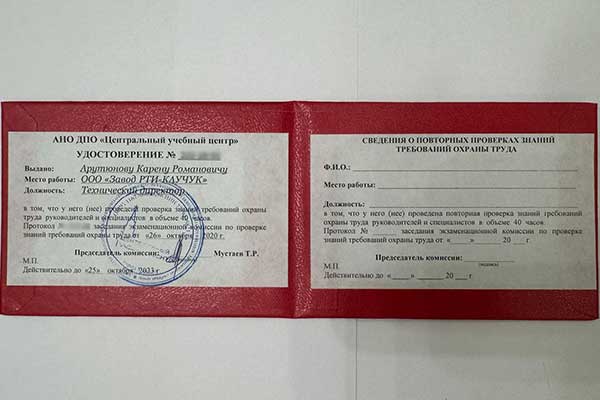 АНО ДПО «Центральный учебный центр»
УДОСТОВЕРЕНИЕ №
Выдано: Арутюнову Карену Романовичу
Место работы: ООО «Завод РТИ-КАУЧУК»
Должность: Технический директор
в том, что у него (нее) проведена проверка знаний требований охраны
труда руководителей и специалистов в объеме 40 часов.
Протокол № заседания экзаменационной комиссии по проверке
знаний требований охраны труда от «26» октября 2020 г.
Председатель комиссии: Мустаев Т.Р.
М.П.
Действительно до «25» октября 2023 г.
СВЕДЕНИЯ О ПОВТОРНЫХ ПРОВЕРКАХ ЗНАНИЙ
ТРЕБОВАНИЙ ОХРАНЫ ТРУДА
Ф.И.О.:
Место работы:
Должность:
в том, что у него (нее) проведена повторная проверка знаний требований
охраны труда руководителей и специалистов в объеме 40 часов.
Протокол № заседания экзаменационной комиссии по проверке
знаний требований охраны труда от « » 20 г.
Председатель комиссии:
(подпись)
М.П.
Действительно до « » 20 г.